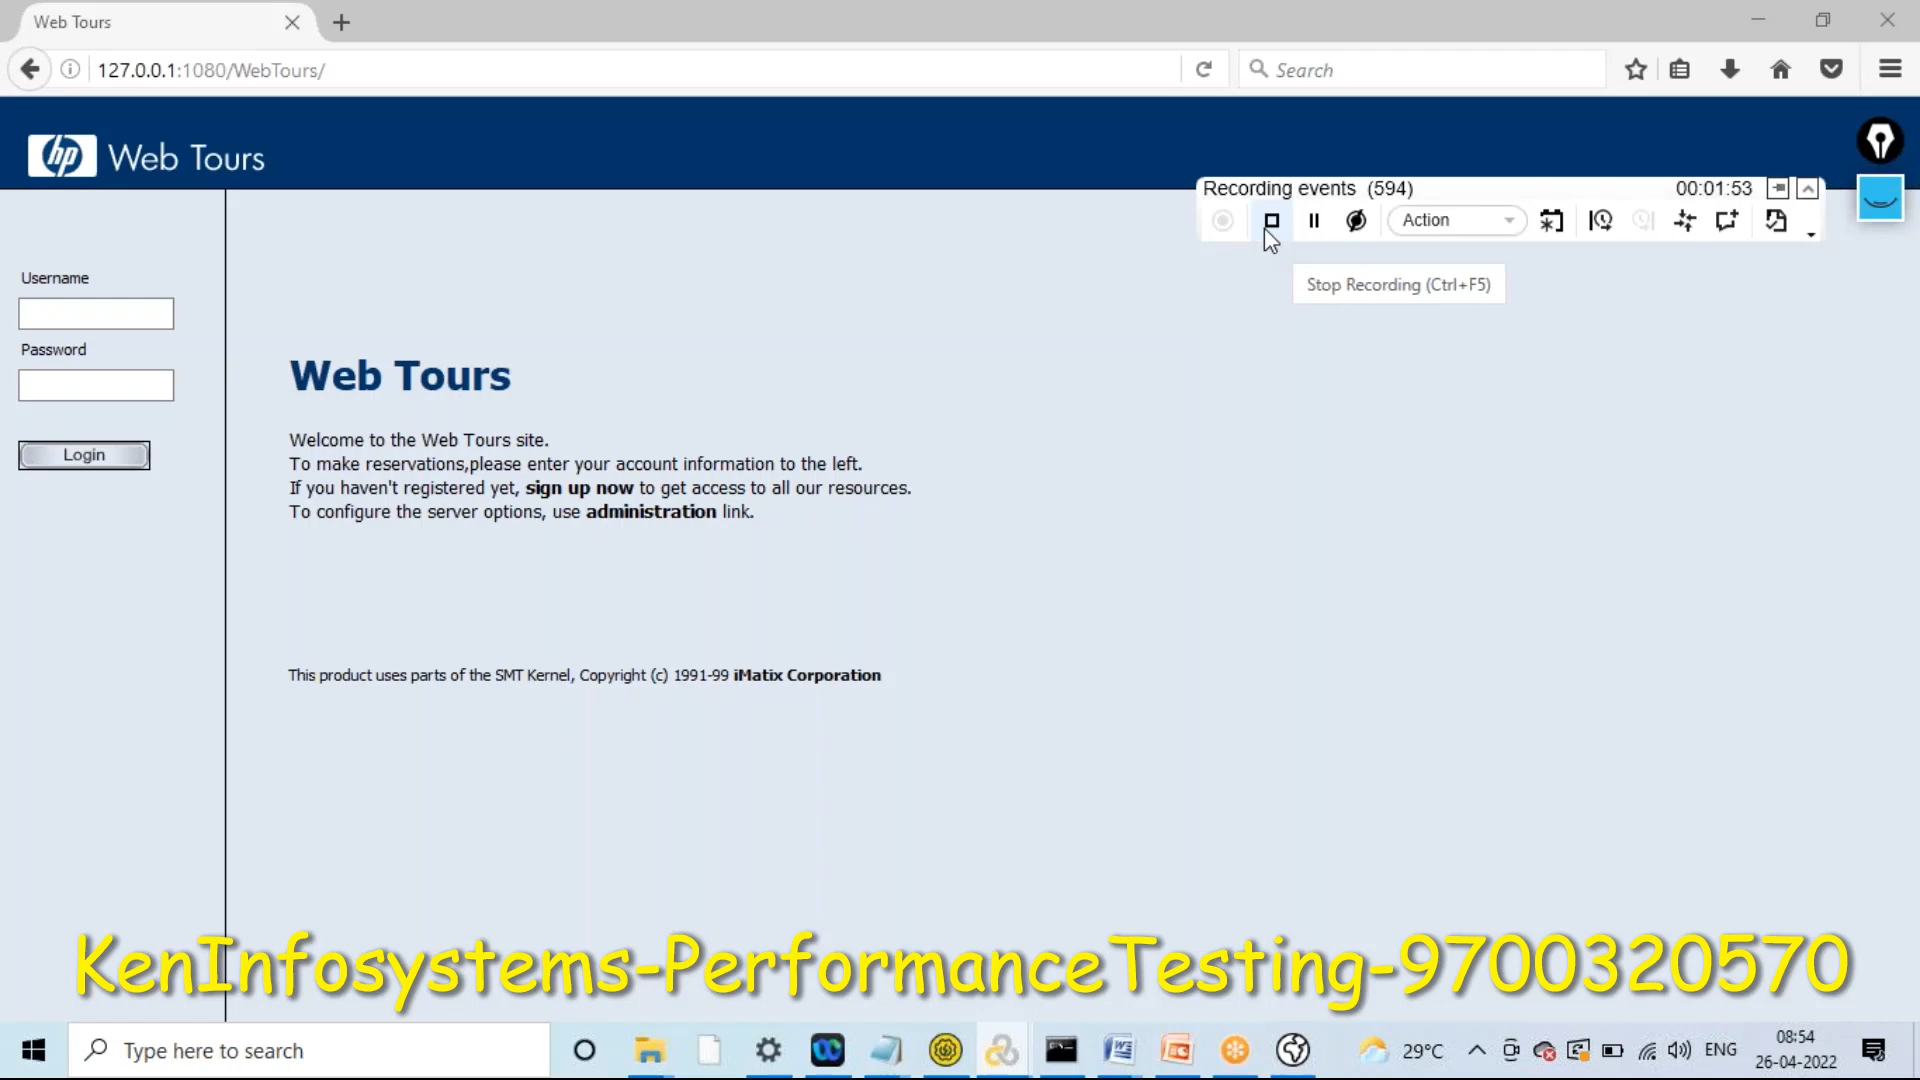 Web Tours
127.0.0.1:1080/WebTours/
Search
hp Web Tours
Recording events (594) 00:01:53
Action
Stop Recording (Ctrl+F5)
Username
Password
Login
Web Tours
Welcome to the Web Tours site.
To make reservations,please enter your account information to the left.
If you haven't registered yet, sign up now to get access to all our resources.
To configure the server options, use administration link.
This product uses parts of the SMT Kernel, Copyright (c) 1991-99 iMatix Corporation
KenInfosystems-PerformanceTesting-9700320570
Type here to search
29°C
ENG
08:54
26-04-2022